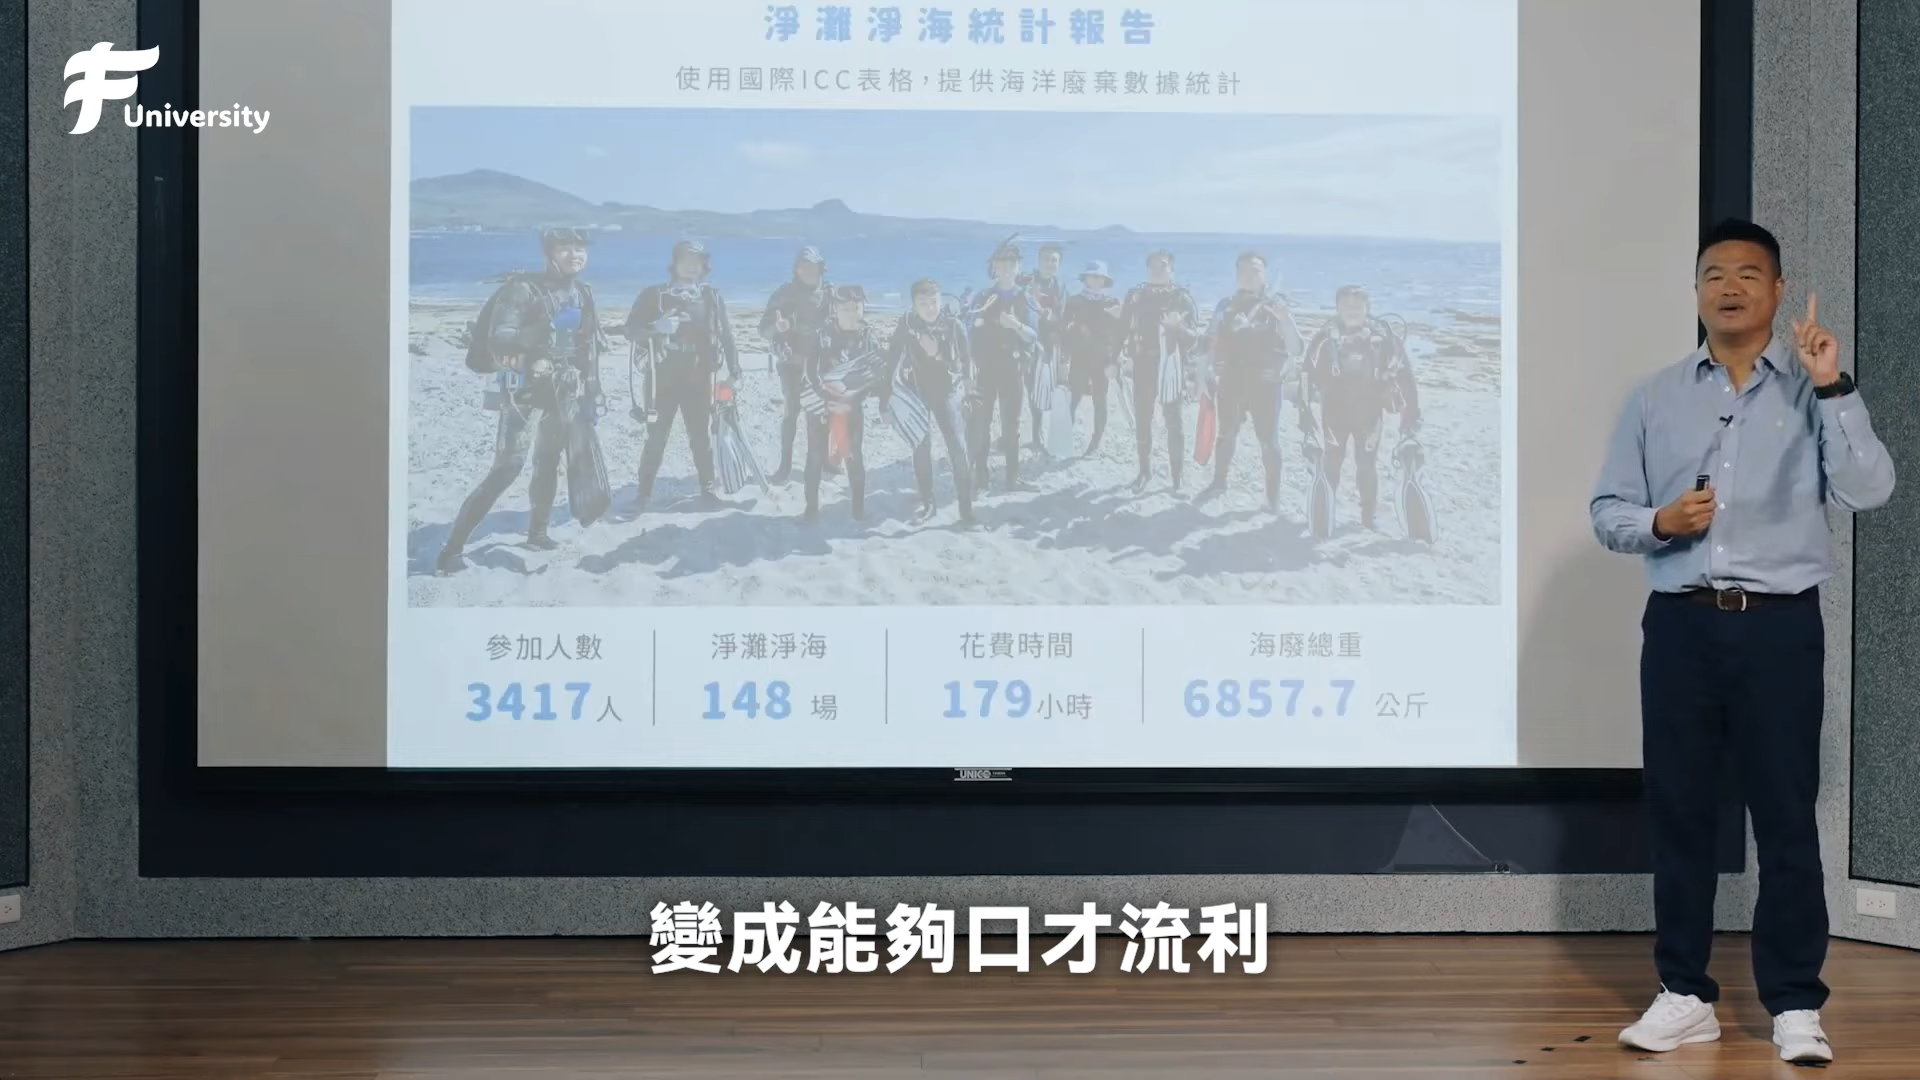 F
University
淨灘淨海統計報告
使用國際ICC表格,提供海洋廢棄數據統計
參加人數
3417人
淨灘淨海
148 場
花費時間
179小時
海廢總重
6857.7 公斤
UNICO
變成能夠口才流利